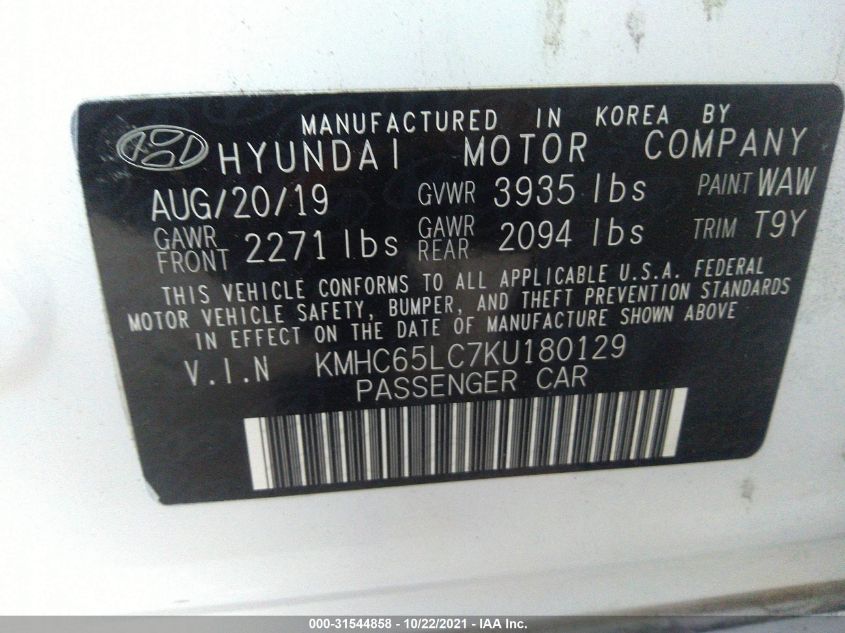 MANUFACTURED IN KOREA BY
HYUNDAI MOTOR COMPANY
AUG/20/19 GVWR 3935 lbs PAINT WAW
GAWR FRONT 2271 lbs GAWR REAR 2094 lbs TRIM T9Y
THIS VEHICLE CONFORMS TO ALL APPLICABLE U.S.A. FEDERAL
MOTOR VEHICLE SAFETY, BUMPER, AND THEFT PREVENTION STANDARDS
IN EFFECT ON THE DATE OF MANUFACTURE SHOWN ABOVE
V.I.N KMHC65LC7KU180129
PASSENGER CAR
000-31544858 - 10/22/2021 - IAA Inc.